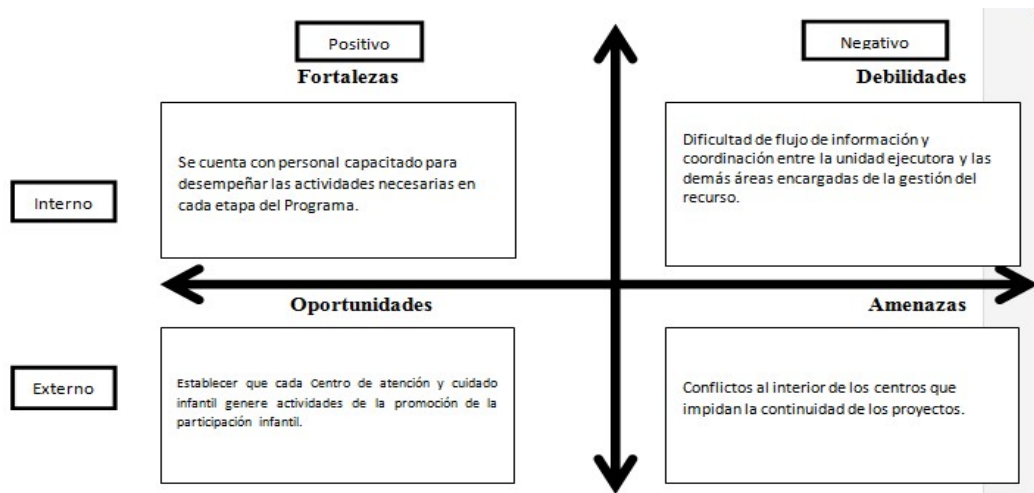 Positivo
Negativo
Fortalezas
Debilidades
Interno
Se cuenta con personal capacitado para
desempeñar las actividades necesarias en
cada etapa del Programa.
Dificultad de flujo de información y
coordinación entre la unidad ejecutora y las
demás áreas encargadas de la gestión del
recurso.
Oportunidades
Amenazas
Externo
Establecer que cada Centro de atención y cuidado
infantil genere actividades de la promoción de la
participación infantil.
Conflictos al interior de los centros que
impidan la continuidad de los proyectos.